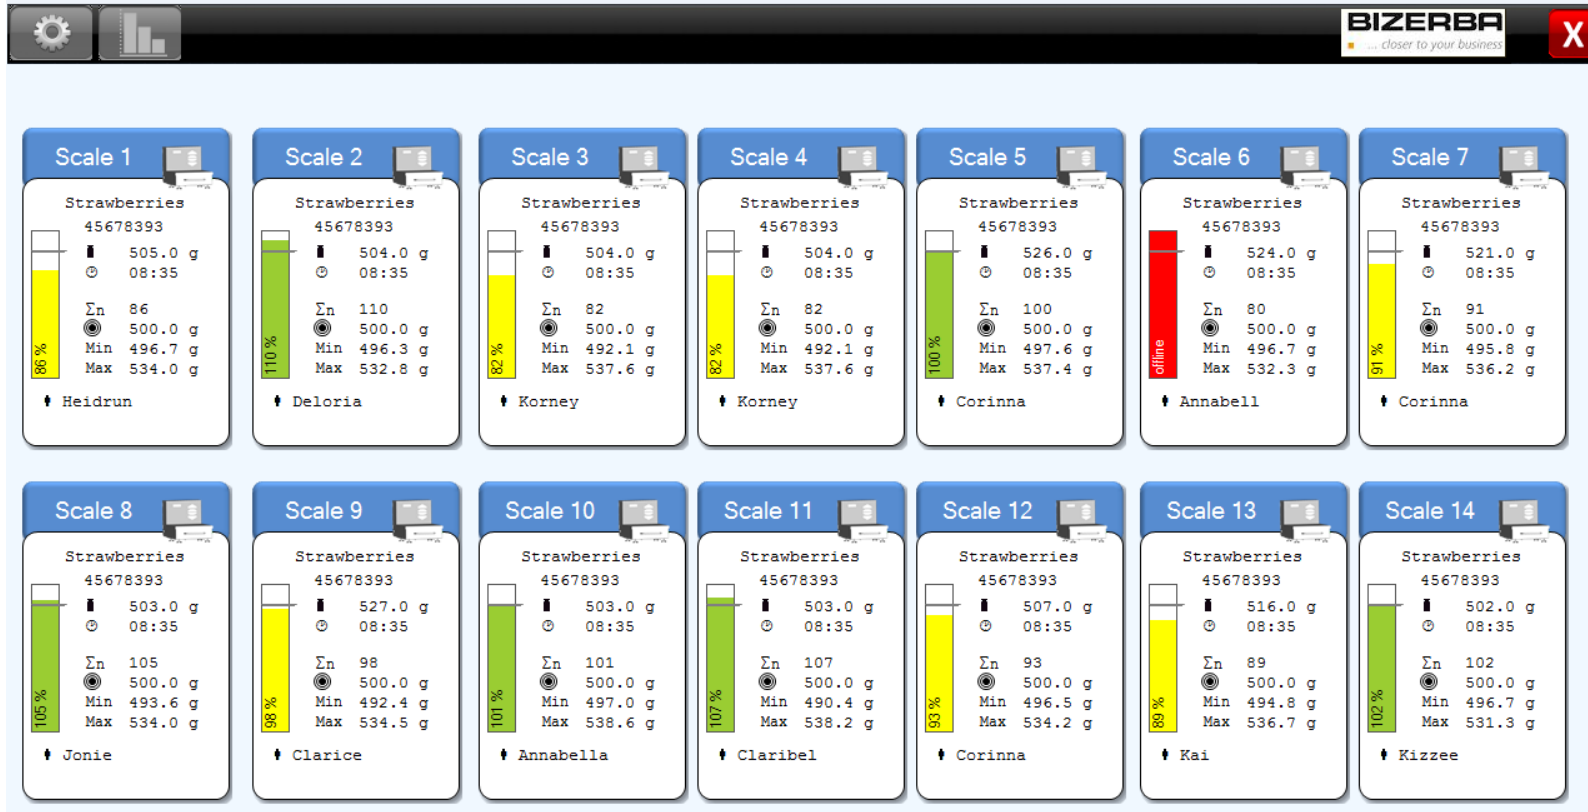 BIZERBA
... closer to your business
X
Scale 1
Strawberries
45678393
505.0 g
08:35
Σn 86
500.0 g
Min 496.7 g
Max 534.0 g
86 %
Heidrun
Scale 2
Strawberries
45678393
504.0 g
08:35
Σn 110
500.0 g
Min 496.3 g
Max 532.8 g
110 %
Deloria
Scale 3
Strawberries
45678393
504.0 g
08:35
Σn 82
500.0 g
Min 492.1 g
Max 537.6 g
82 %
Korney
Scale 4
Strawberries
45678393
504.0 g
08:35
Σn 82
500.0 g
Min 492.1 g
Max 537.6 g
82 %
Korney
Scale 5
Strawberries
45678393
526.0 g
08:35
Σn 100
500.0 g
Min 497.6 g
Max 537.4 g
100 %
Corinna
Scale 6
Strawberries
45678393
524.0 g
08:35
Σn 80
500.0 g
Min 496.7 g
Max 532.3 g
offline
Annabell
Scale 7
Strawberries
45678393
521.0 g
08:35
Σn 91
500.0 g
Min 495.8 g
Max 536.2 g
91 %
Corinna
Scale 8
Strawberries
45678393
503.0 g
08:35
Σn 105
500.0 g
Min 493.6 g
Max 534.0 g
105 %
Jonie
Scale 9
Strawberries
45678393
527.0 g
08:35
Σn 98
500.0 g
Min 492.4 g
Max 534.5 g
98 %
Clarice
Scale 10
Strawberries
45678393
503.0 g
08:35
Σn 101
500.0 g
Min 497.0 g
Max 538.6 g
101 %
Annabella
Scale 11
Strawberries
45678393
503.0 g
08:35
Σn 107
500.0 g
Min 490.4 g
Max 538.2 g
107 %
Claribel
Scale 12
Strawberries
45678393
507.0 g
08:35
Σn 93
500.0 g
Min 496.5 g
Max 534.2 g
93 %
Corinna
Scale 13
Strawberries
45678393
516.0 g
08:35
Σn 89
500.0 g
Min 494.8 g
Max 536.7 g
89 %
Kai
Scale 14
Strawberries
45678393
502.0 g
08:35
Σn 102
500.0 g
Min 496.7 g
Max 531.3 g
102 %
Kizzee